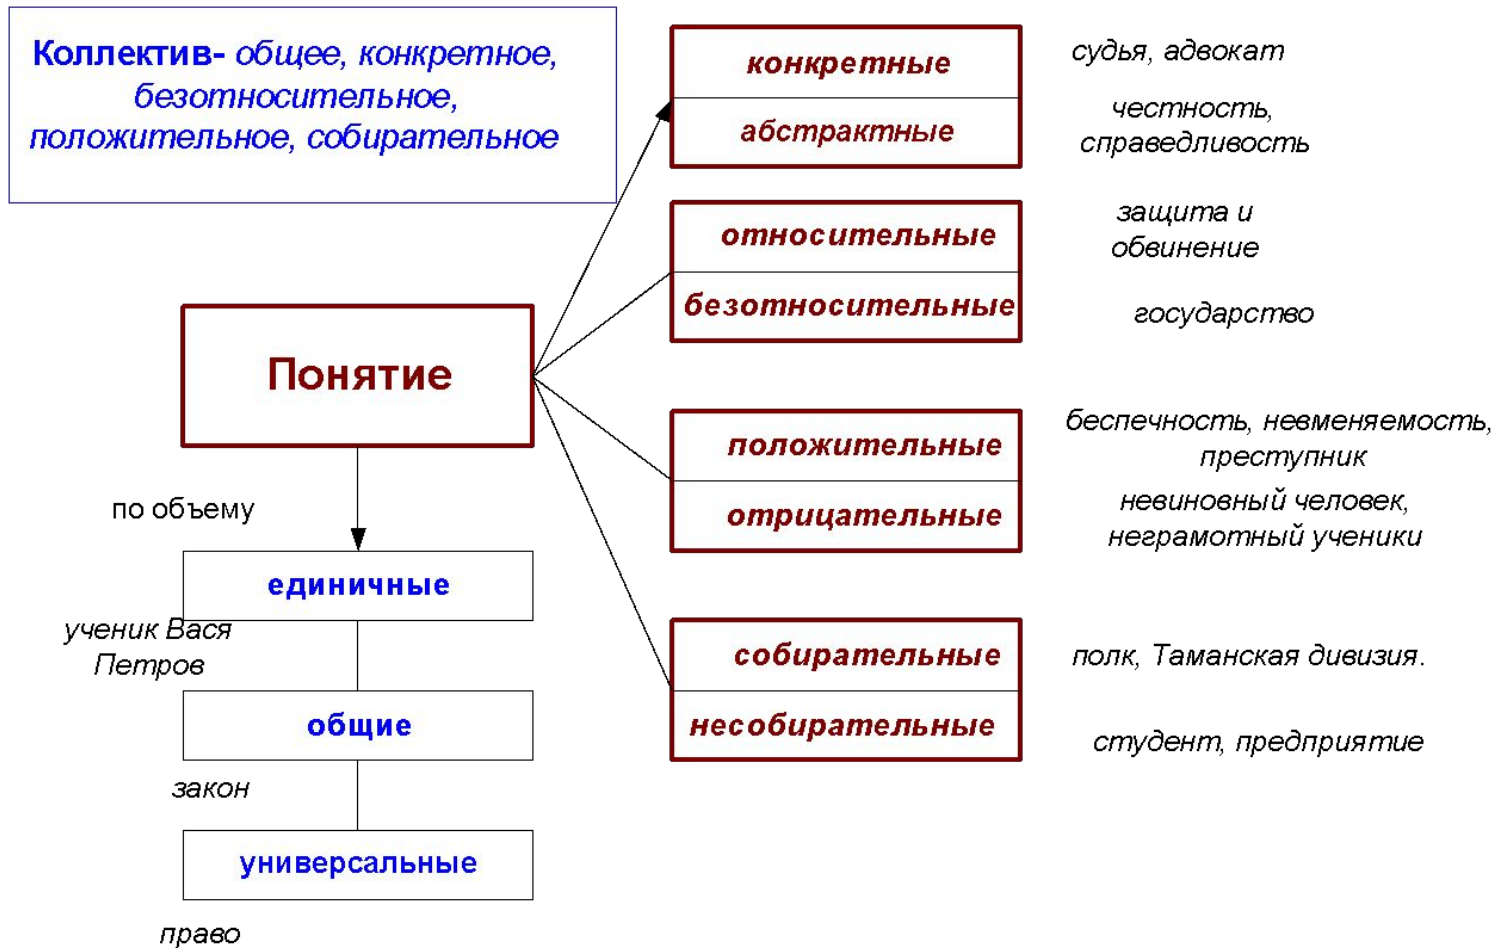 Коллектив- общее, конкретное,
безотносительное,
положительное, собирательное
конкретные
судья, адвокат
абстрактные
честность,
справедливость
относительные
защита и
обвинение
безотносительные
государство
Понятие
положительные
беспечность, невменяемость,
преступник
отрицательные
невиновный человек,
неграмотный ученики
по объему
единичные
ученик Вася
Петров
собирательные
полк, Таманская дивизия.
несобирательные
студент, предприятие
общие
закон
универсальные
право